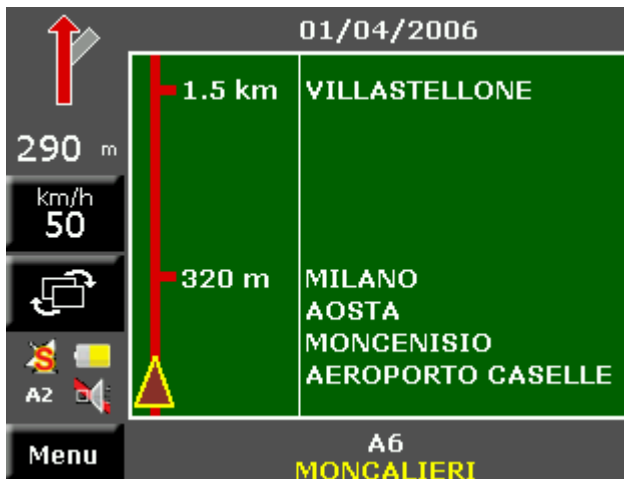 01/04/2006
290 m
km/h
50
S
A2
Menu
1.5 km VILLASTELLONE
320 m MILANO
AOSTA
MONCENISIO
AEROPORTO CASELLE
A6
MONCALIERI